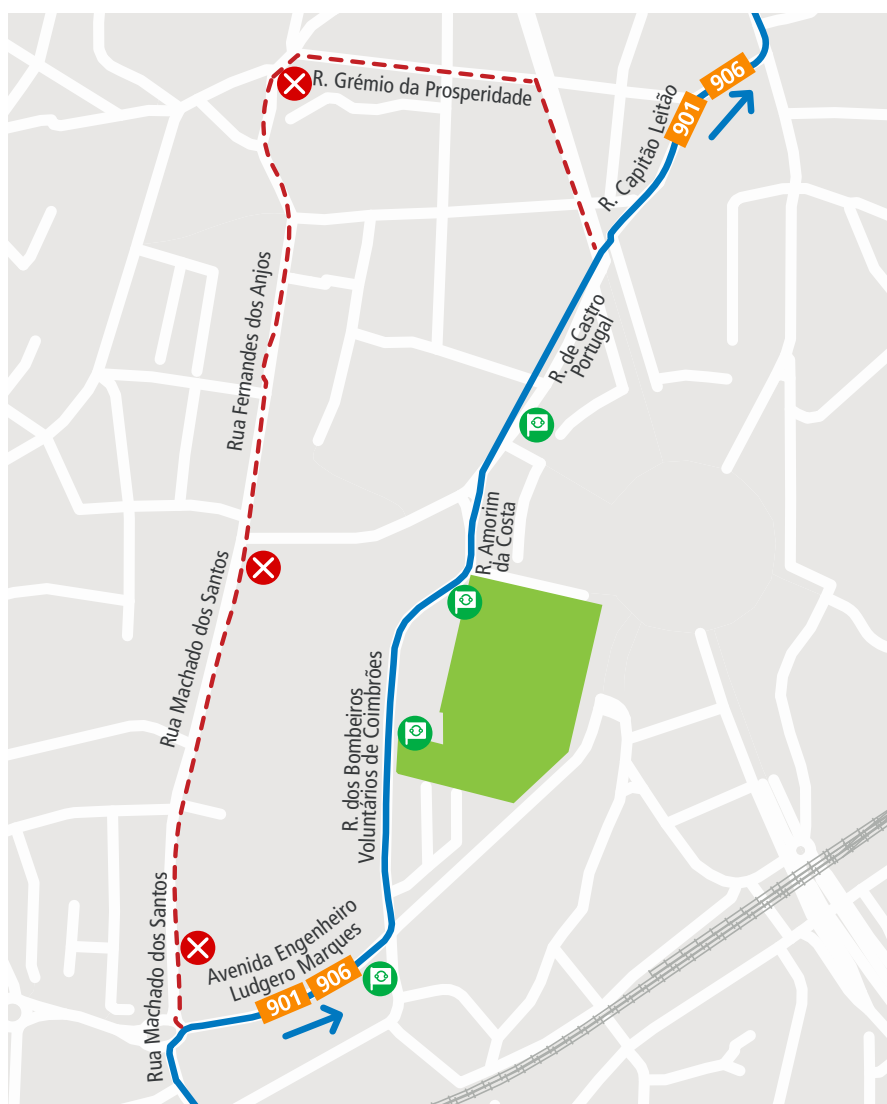 R. Grémio da Prosperidade
906
901
R. Capitão Leitão
R. de Castro
Portugal
Rua Fernandes dos Anjos
R. Amorim
da Costa
Rua Machado dos Santos
R. dos Bombeiros
Voluntários de Coimbrões
Rua Machado dos Santos
Avenida Engenheiro
Ludgero Marques
901
906